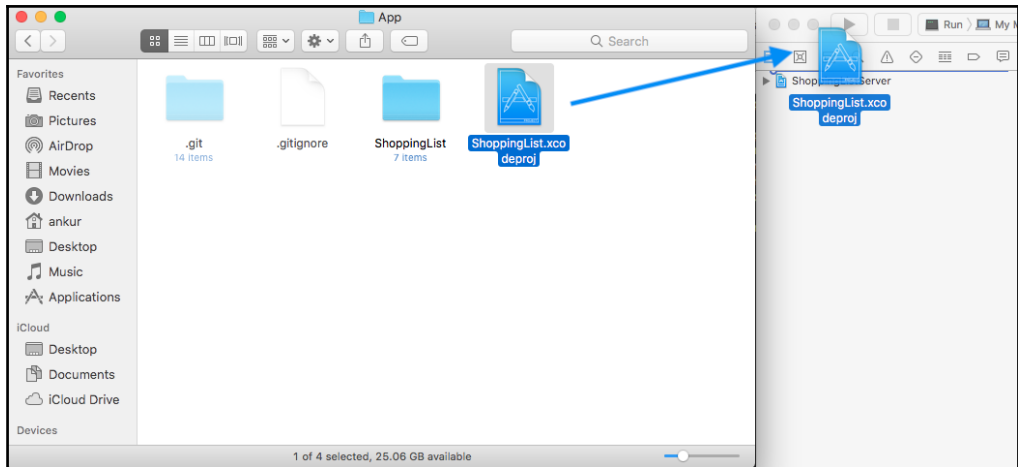 App
Run
My M
Search
Favorites
Recents
Pictures
AirDrop
Movies
Downloads
ankur
Desktop
Music
Applications
iCloud
Desktop
Documents
iCloud Drive
Devices
.git
14 items
.gitignore
ShoppingList
7 items
ShoppingList.xco
deproj
ShoppingList.xco
deproj
1 of 4 selected, 25.06 GB available